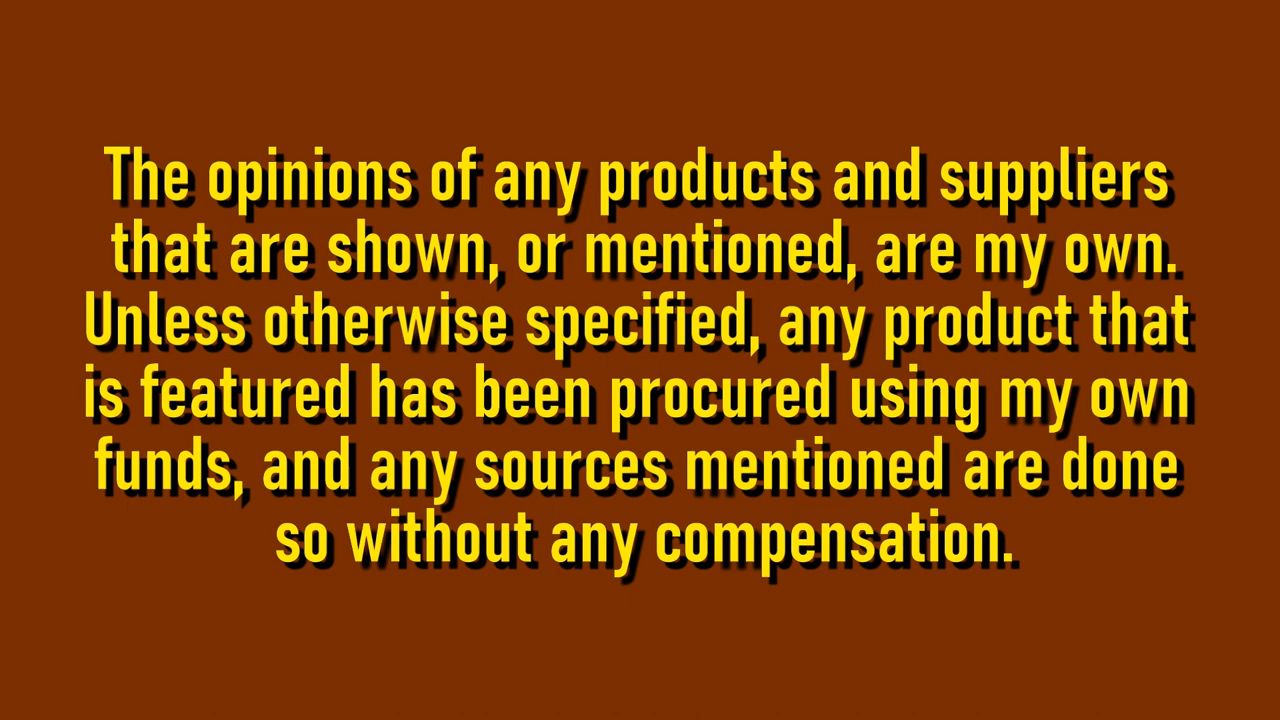 The opinions of any products and suppliers
that are shown, or mentioned, are my own.
Unless otherwise specified, any product that
is featured has been procured using my own
funds, and any sources mentioned are done
so without any compensation.